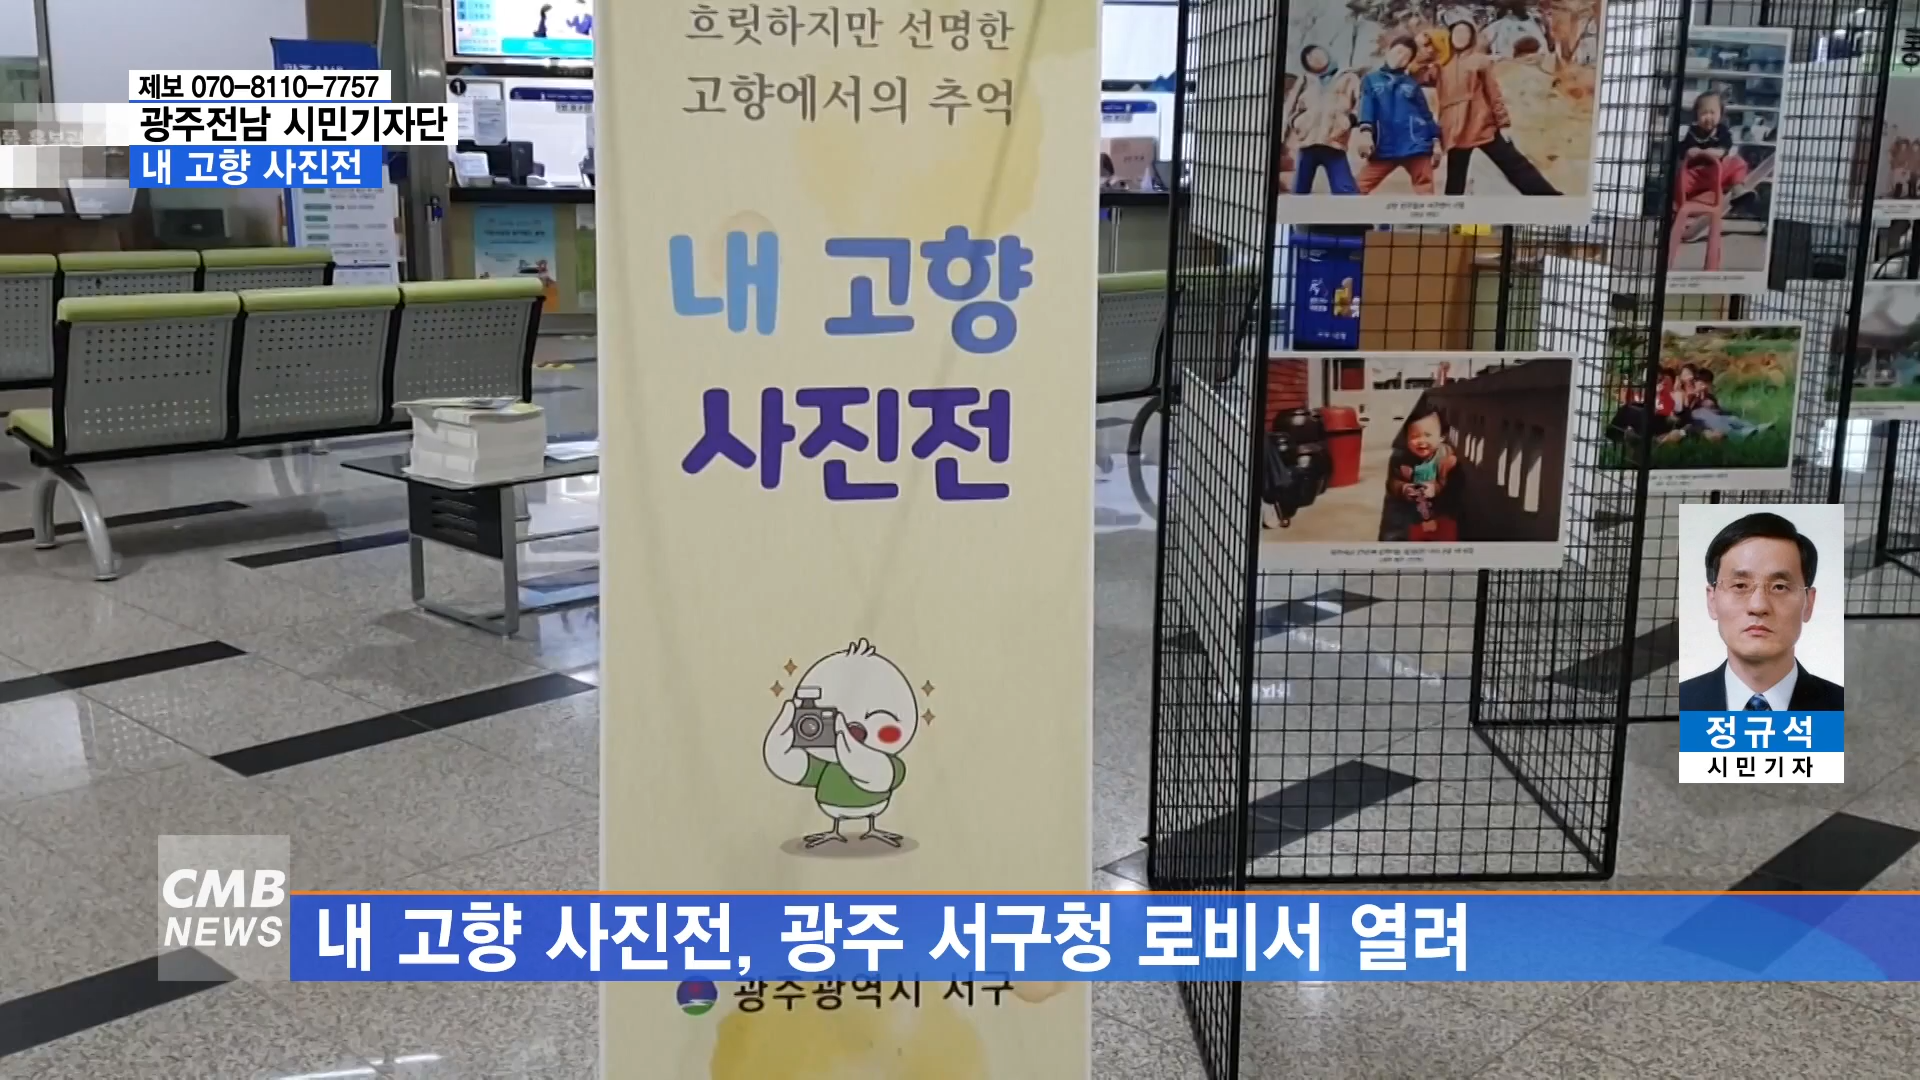 제보 070-8110-7757
광주전남 시민기자단
내 고향 사진전
흐릿하지만 선명한
고향에서의 추억
내 고향
사진전
정규석
시민기자
CMB
NEWS
내 고향 사진전, 광주 서구청 로비서 열려
광주광역시 서구